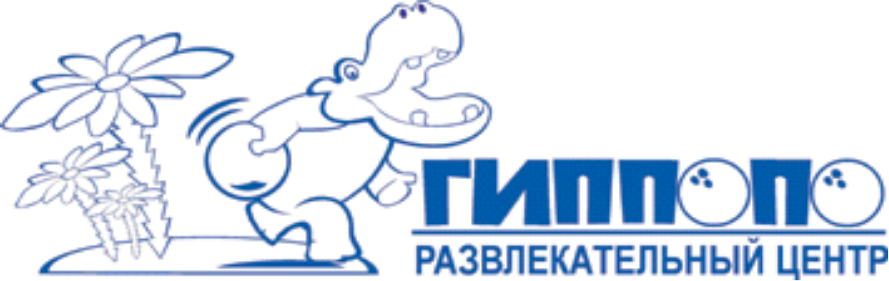 ГИППОПО
РАЗВЛЕКАТЕЛЬНЫЙ ЦЕНТР